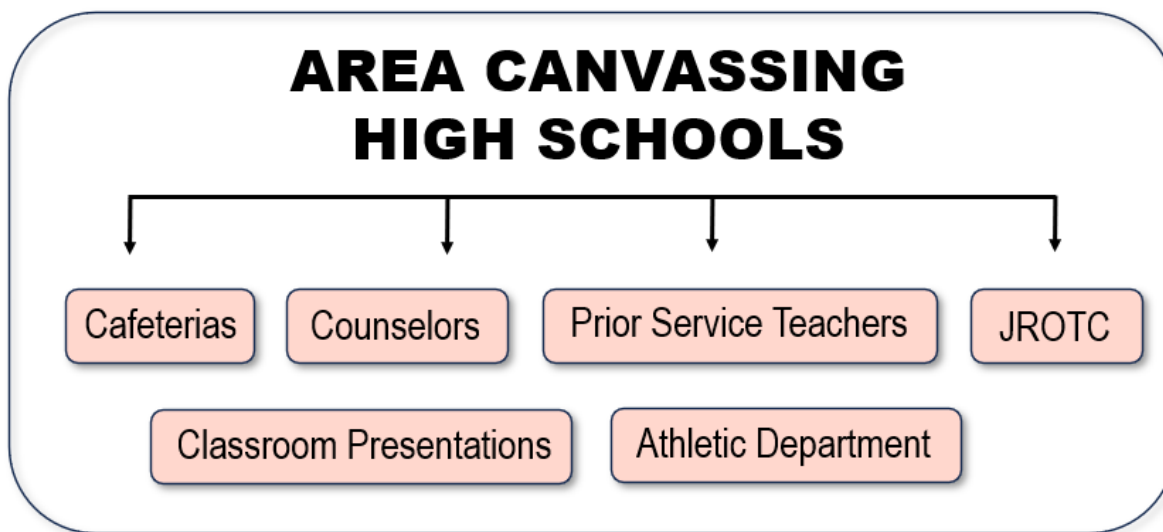 AREA CANVASSING
HIGH SCHOOLS
Cafeterias
Counselors
Prior Service Teachers
JROTC
Classroom Presentations
Athletic Department